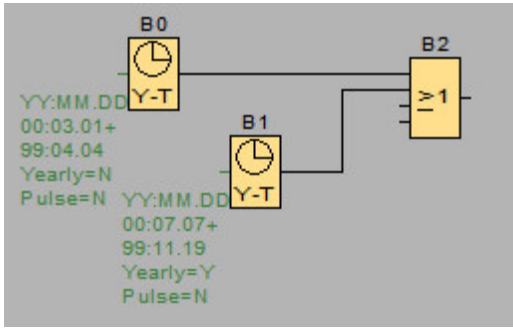 B0
Y-T
YY:MM.DD
00:03.01+
99:04.04
Yearly=N
Pulse=N
B1
Y-T
YY:MM.DD
00:07.07+
99:11.19
Yearly=Y
Pulse=N
B2
≥1